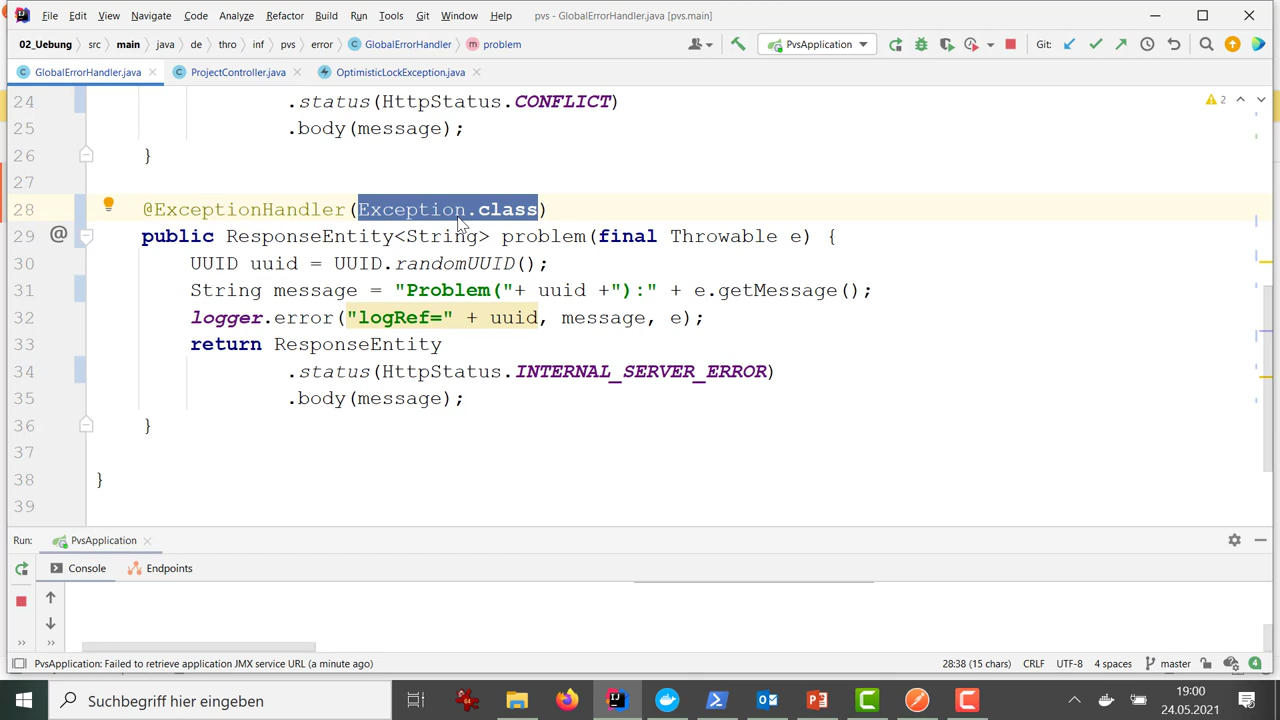 File Edit View Navigate Code Analyze Refactor Build Run Tools Git Window Help pvs - GlobalErrorHandler.java [pvs.main]
02_Uebung src main java de thro inf pvs error GlobalErrorHandler problem PvsApplication Git:
GlobalErrorHandler.java ProjectController.java OptimisticLockException.java
24 .status(HttpStatus.CONFLICT) 2
25 .body(message);
26 }
27
28 @ExceptionHandler(Exception.class)
29 public ResponseEntity<String> problem(final Throwable e) {
30 UUID uuid = UUID.randomUUID();
31 String message = "Problem("+ uuid +"):" + e.getMessage();
32 logger.error("logRef=" + uuid, message, e);
33 return ResponseEntity
34 .status(HttpStatus.INTERNAL_SERVER_ERROR)
35 .body(message);
36 }
37
38 }
39
Run: PvsApplication
Console Endpoints
PvsApplication: Failed to retrieve application JMX service URL (a minute ago) 28:38 (15 chars) CRLF UTF-8 4 spaces master 4
Suchbegriff hier eingeben
19:00
24.05.2021